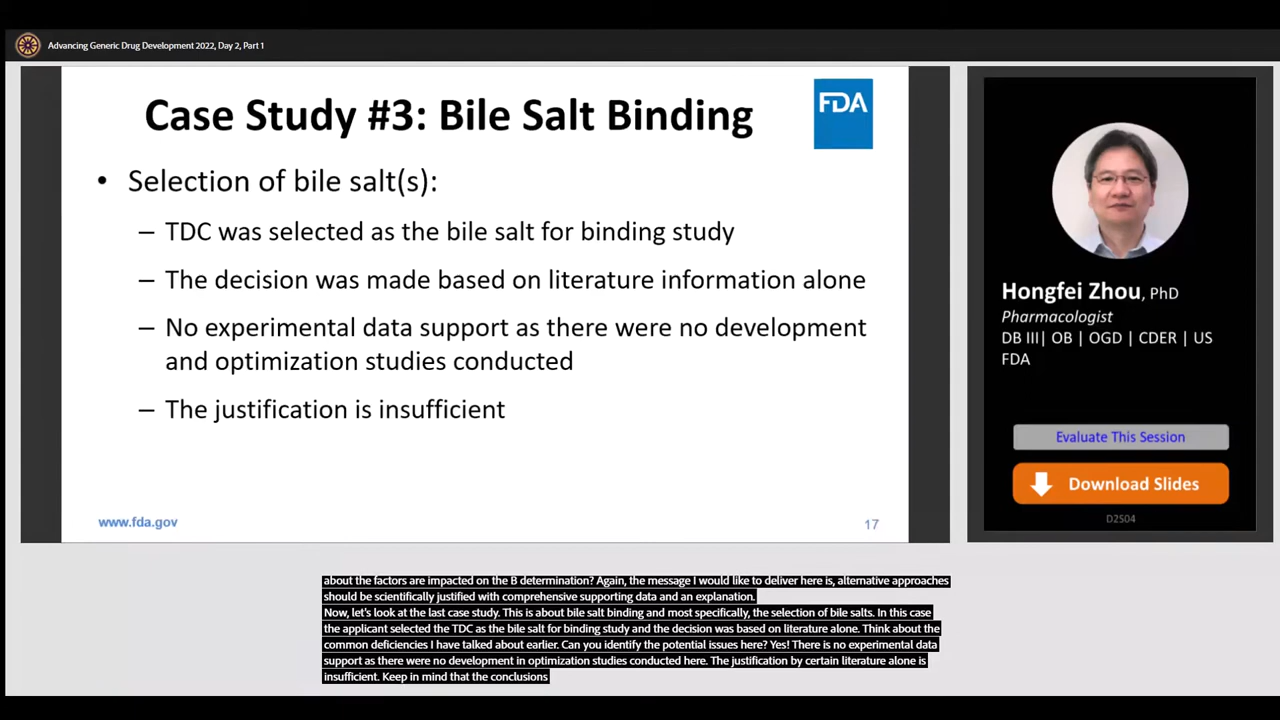 Advancing Generic Drug Development 2022, Day 2, Part 1
Case Study #3: Bile Salt Binding
FDA
• Selection of bile salt(s):
– TDC was selected as the bile salt for binding study
– The decision was made based on literature information alone
– No experimental data support as there were no development
and optimization studies conducted
– The justification is insufficient
www.fda.gov
17
Hongfei Zhou, PhD
Pharmacologist
DB III| OB | OGD | CDER | US
FDA
Evaluate This Session
Download Slides
D2S04
about the factors are impacted on the B determination? Again, the message I would like to deliver here is, alternative approaches
should be scientifically justified with comprehensive supporting data and an explanation.
Now, let's look at the last case study. This is about bile salt binding and most specifically, the selection of bile salts. In this case
the applicant selected the TDC as the bile salt for binding study and the decision was based on literature alone. Think about the
common deficiencies I have talked about earlier. Can you identify the potential issues here? Yes! There is no experimental data
support as there were no development in optimization studies conducted here. The justification by certain literature alone is
insufficient. Keep in mind that the conclusions